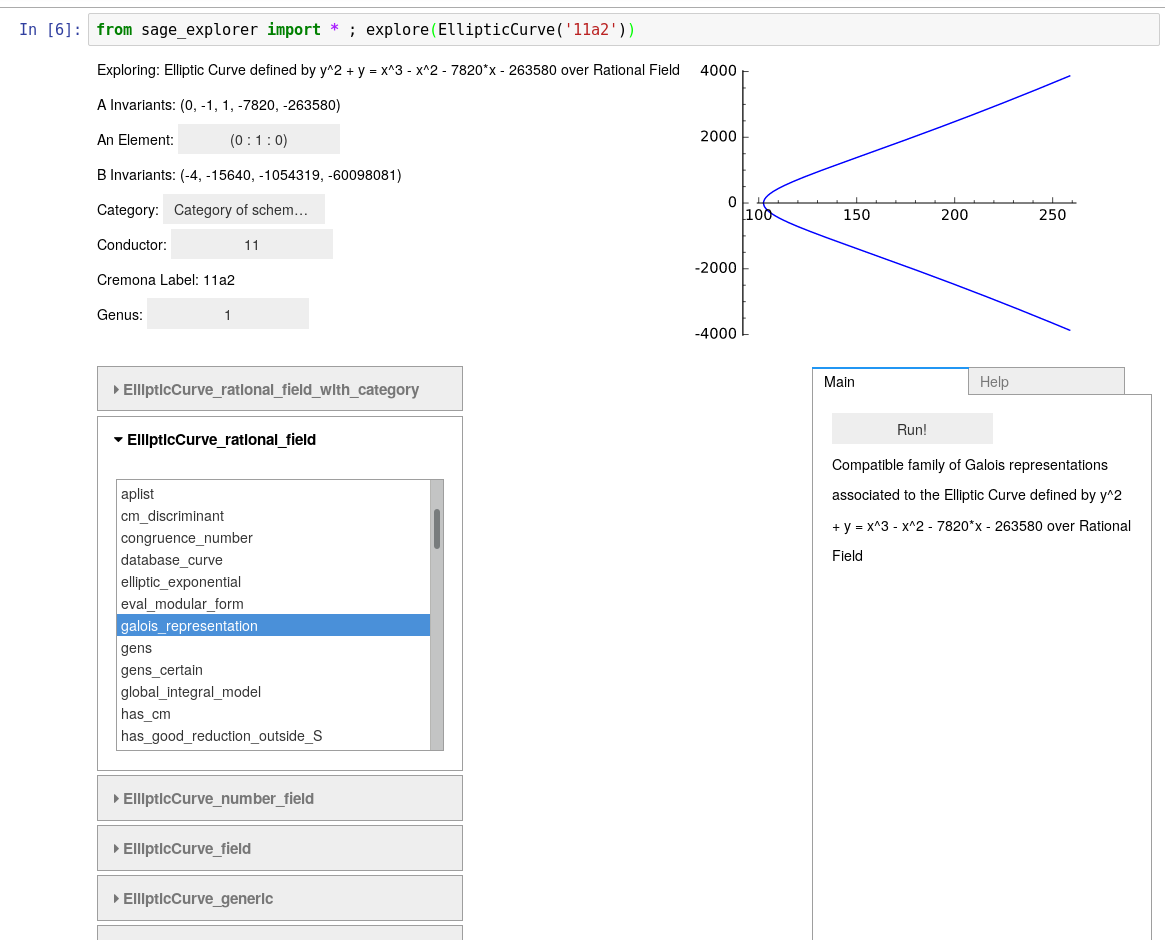 In [6]: from sage_explorer import * ; explore(EllipticCurve('11a2'))
Exploring: Elliptic Curve defined by y^2 + y = x^3 - x^2 - 7820*x - 263580 over Rational Field
A Invariants: (0, -1, 1, -7820, -263580)
An Element: (0 : 1 : 0)
B Invariants: (-4, -15640, -1054319, -60098081)
Category: Category of schem…
Conductor: 11
Cremona Label: 11a2
Genus: 1
4000
2000
0
-2000
-4000
100 150 200 250
EllipticCurve_rational_field_with_category
EllipticCurve_rational_field
aplist
cm_discriminant
congruence_number
database_curve
elliptic_exponential
eval_modular_form
galois_representation
gens
gens_certain
global_integral_model
has_cm
has_good_reduction_outside_S
EllipticCurve_number_field
EllipticCurve_field
EllipticCurve_generic
Main Help
Run!
Compatible family of Galois representations
associated to the Elliptic Curve defined by y^2
+ y = x^3 - x^2 - 7820*x - 263580 over Rational
Field